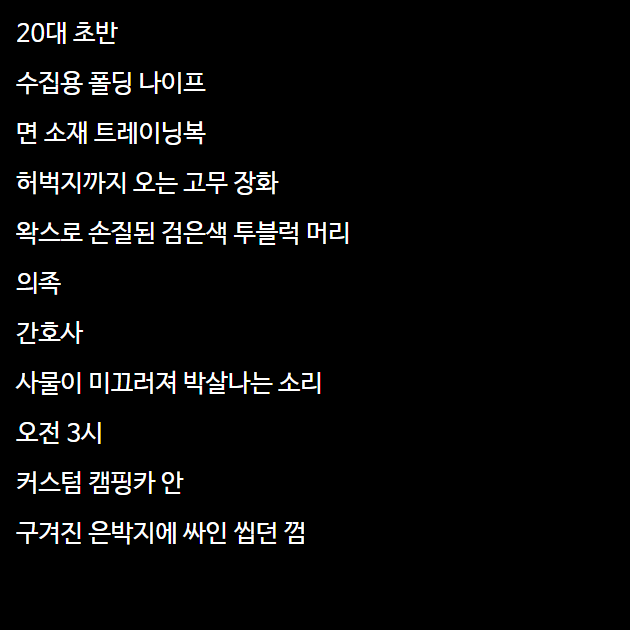 20대 초반
수집용 폴딩 나이프
면 소재 트레이닝복
허벅지까지 오는 고무 장화
왁스로 손질된 검은색 투블럭 머리
의족
간호사
사물이 미끄러져 박살나는 소리
오전 3시
커스텀 캠핑카 안
구겨진 은박지에 싸인 씹던 껌